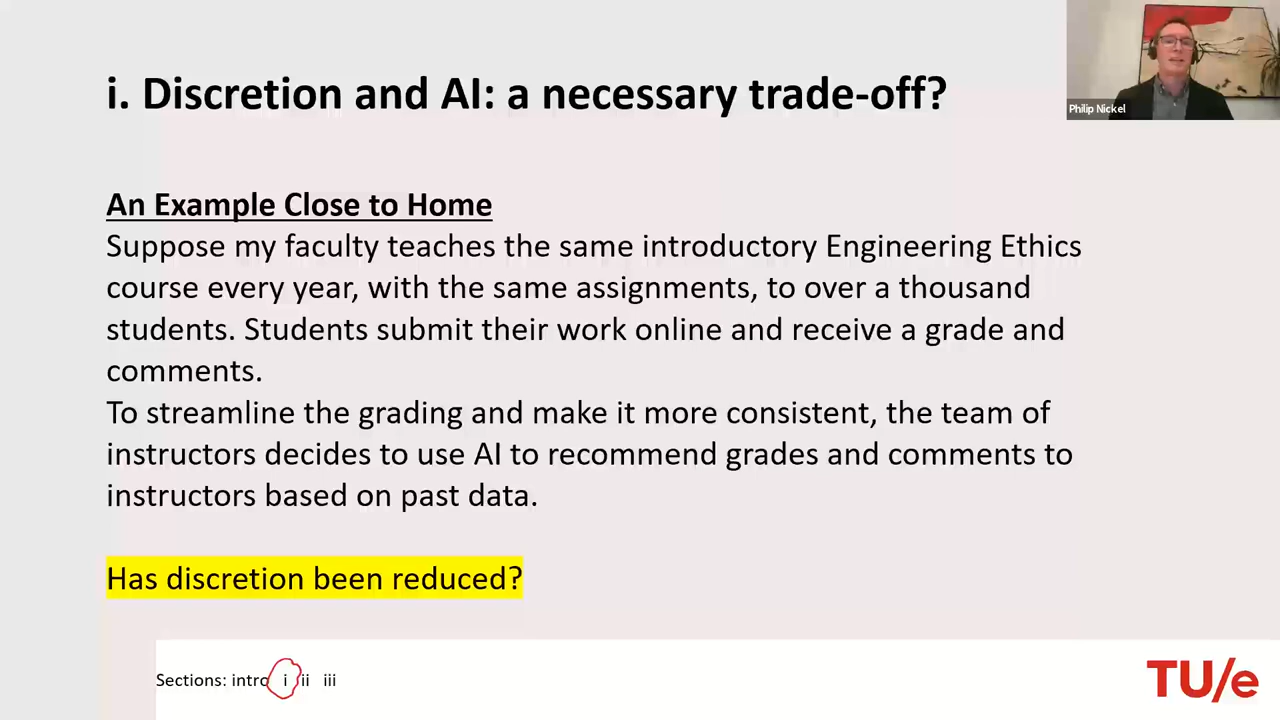 i. Discretion and AI: a necessary trade-off?
Philip Nickel
An Example Close to Home
Suppose my faculty teaches the same introductory Engineering Ethics
course every year, with the same assignments, to over a thousand
students. Students submit their work online and receive a grade and
comments.
To streamline the grading and make it more consistent, the team of
instructors decides to use AI to recommend grades and comments to
instructors based on past data.
Has discretion been reduced?
Sections: intro i ii iii
TU/e